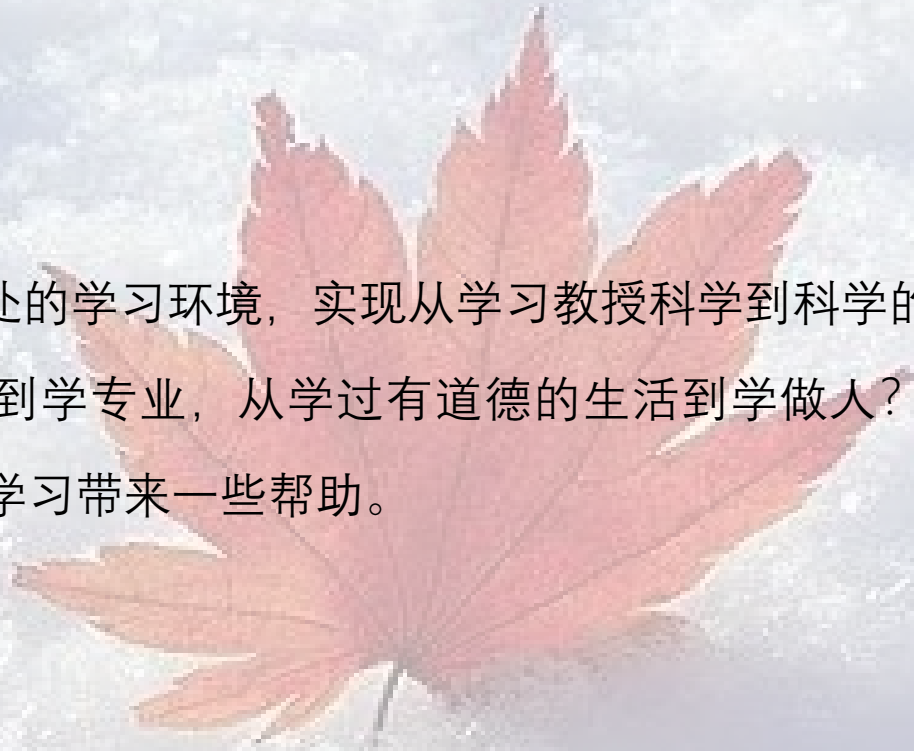 处的学习环境，实现从学习教授科学到科学的
到学专业，从学过有道德的生活到学做人？
学习带来一些帮助。